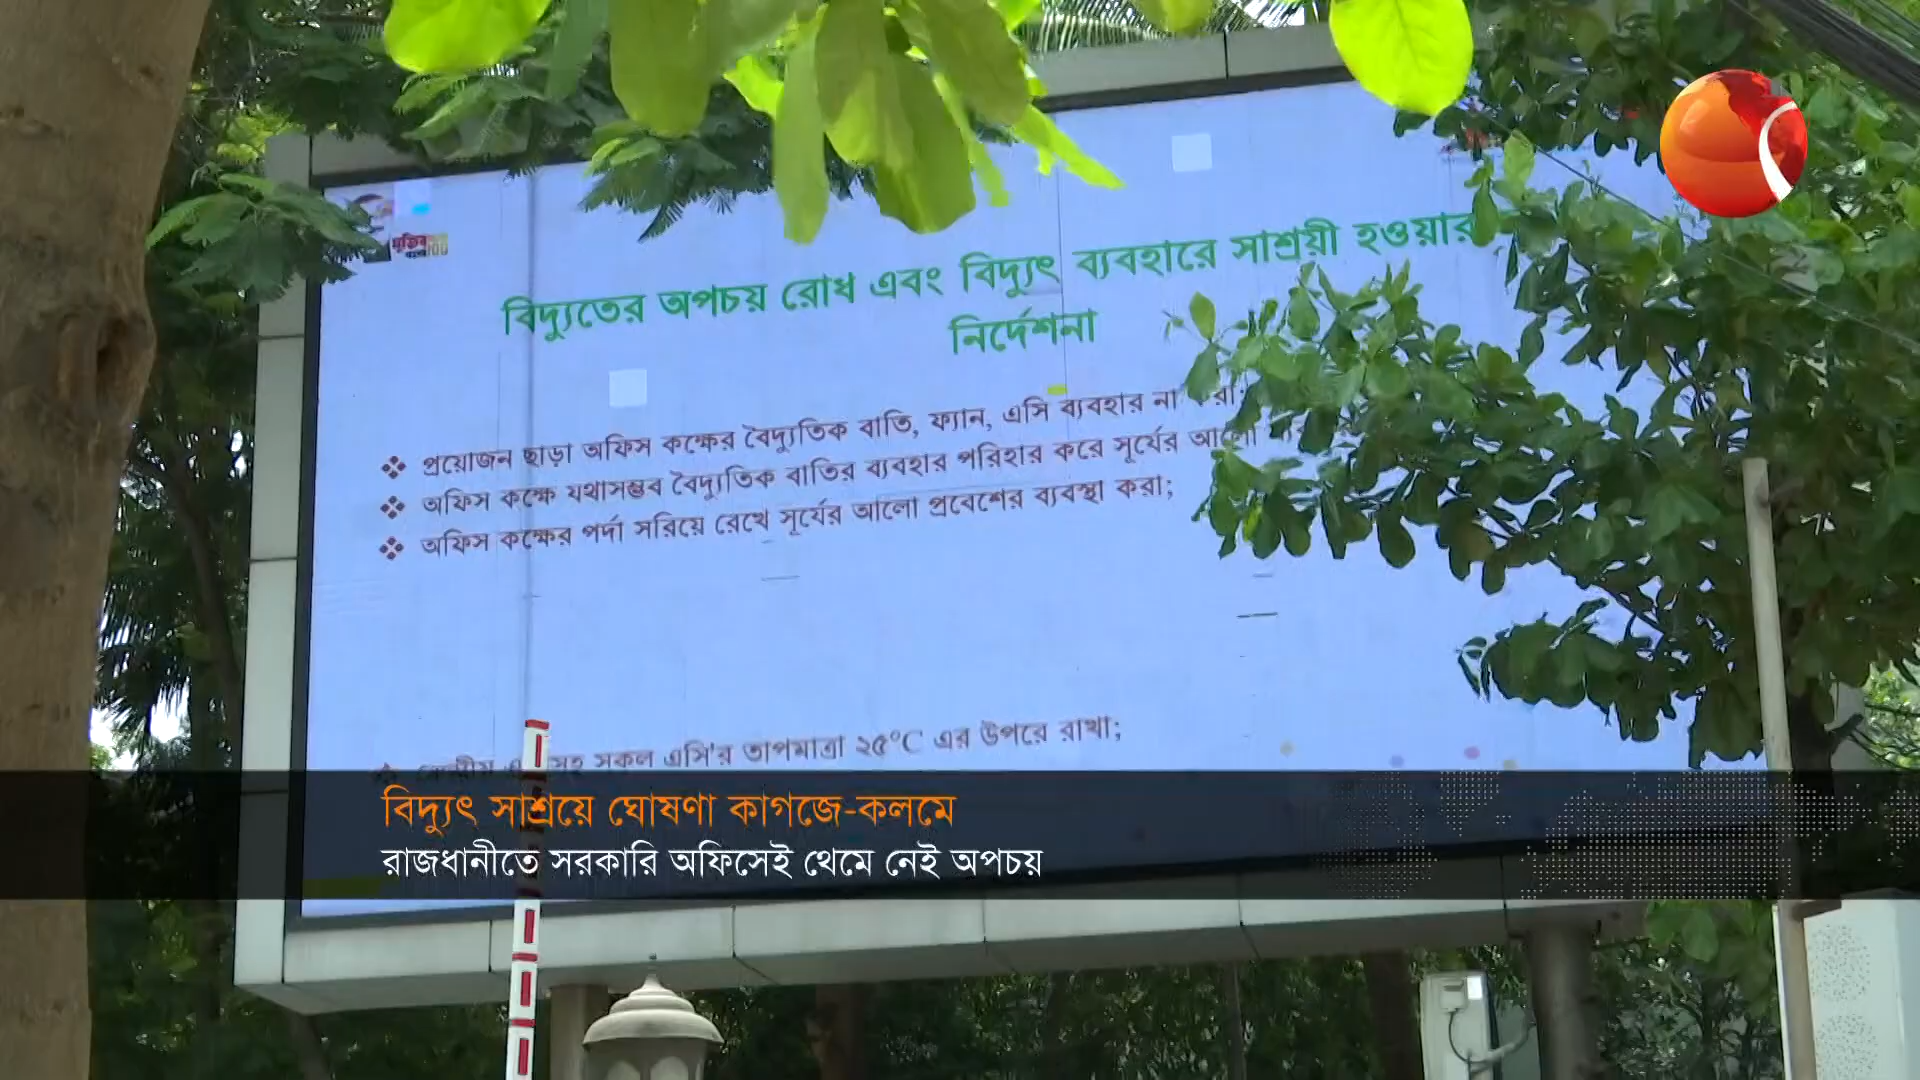 মুজিব
বিদ্যুতের অপচয় রোধ এবং বিদ্যুৎ ব্যবহারে সাশ্রয়ী হওয়ার
নির্দেশনা
❖ প্রয়োজন ছাড়া অফিস কক্ষের বৈদ্যুতিক বাতি, ফ্যান, এসি ব্যবহার না
❖ অফিস কক্ষে যথাসম্ভব বৈদ্যুতিক বাতির ব্যবহার পরিহার করে সূর্যের আলো
❖ অফিস কক্ষের পর্দা সরিয়ে রেখে সূর্যের আলো প্রবেশের ব্যবস্থা করা;
সকল এসি'র তাপমাত্রা ২৫°C এর উপরে রাখা;
বিদ্যুৎ সাশ্রয়ে ঘোষণা কাগজে-কলমে
রাজধানীতে সরকারি অফিসেই থেমে নেই অপচয়